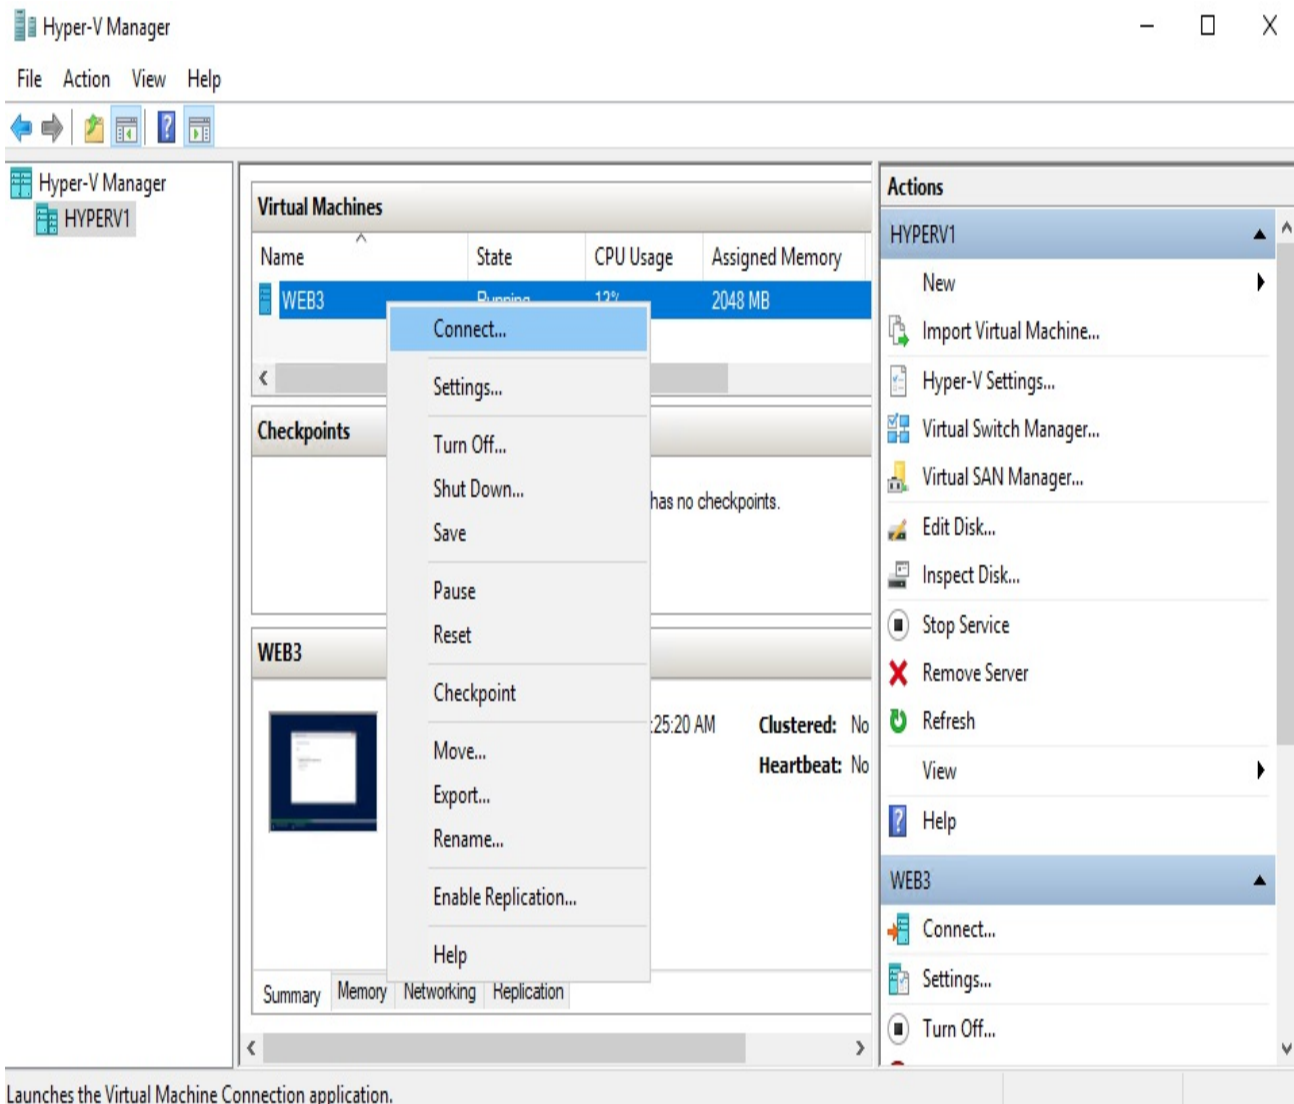 Hyper-V Manager
File Action View Help
Hyper-V Manager
HYPERV1
Virtual Machines
Name State CPU Usage Assigned Memory
WEB3 Running 13% 2048 MB
Connect...
Settings...
Turn Off...
Shut Down...
Save
Pause
Reset
Checkpoint
Move...
Export...
Rename...
Enable Replication...
Help
Checkpoints
has no checkpoints.
WEB3
:25:20 AM Clustered: No
Heartbeat: No
Summary Memory Networking Replication
Actions
HYPERV1
New
Import Virtual Machine...
Hyper-V Settings...
Virtual Switch Manager...
Virtual SAN Manager...
Edit Disk...
Inspect Disk...
Stop Service
Remove Server
Refresh
View
Help
WEB3
Connect...
Settings...
Turn Off...
Launches the Virtual Machine Connection application.